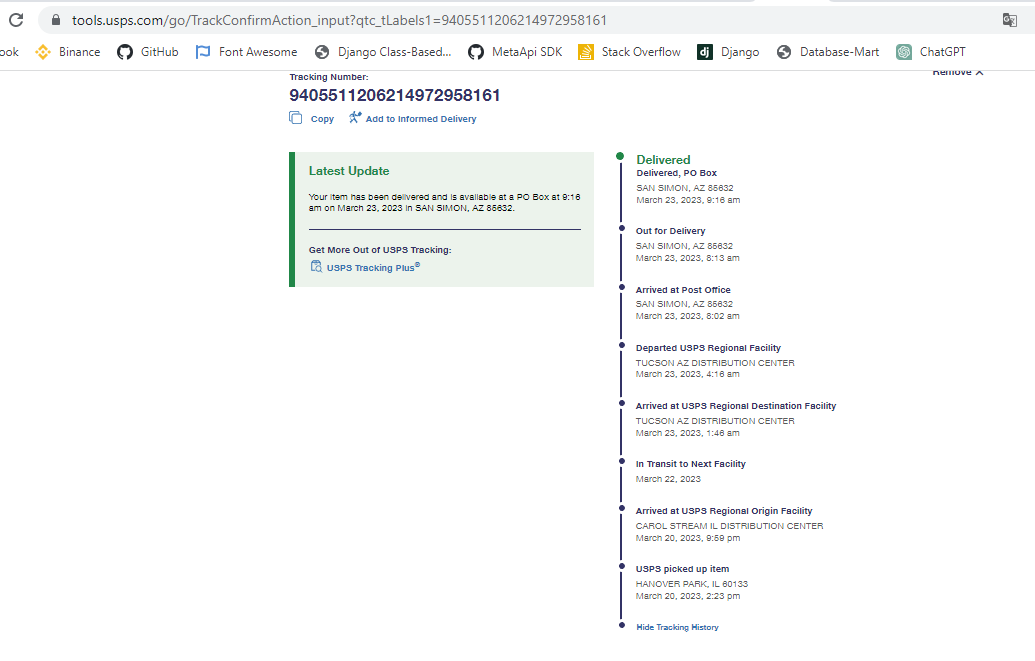 tools.usps.com/go/TrackConfirmAction_input?qtc_tLabels1=9405511206214972958161
ook Binance GitHub Font Awesome Django Class-Based... MetaApi SDK Stack Overflow dj Django Database-Mart ChatGPT
Remove
Tracking Number:
9405511206214972958161
Copy Add to Informed Delivery
Latest Update
Your item has been delivered and is available at a PO Box at 9:16
am on March 23, 2023 in SAN SIMON, AZ 85632.
Get More Out of USPS Tracking:
USPS Tracking Plus®
Delivered
Delivered, PO Box
SAN SIMON, AZ 85632
March 23, 2023, 9:16 am
Out for Delivery
SAN SIMON, AZ 85632
March 23, 2023, 8:13 am
Arrived at Post Office
SAN SIMON, AZ 85632
March 23, 2023, 8:02 am
Departed USPS Regional Facility
TUCSON AZ DISTRIBUTION CENTER
March 23, 2023, 4:16 am
Arrived at USPS Regional Destination Facility
TUCSON AZ DISTRIBUTION CENTER
March 23, 2023, 1:46 am
In Transit to Next Facility
March 22, 2023
Arrived at USPS Regional Origin Facility
CAROL STREAM IL DISTRIBUTION CENTER
March 20, 2023, 9:59 pm
USPS picked up item
HANOVER PARK, IL 60133
March 20, 2023, 2:23 pm
Hide Tracking History